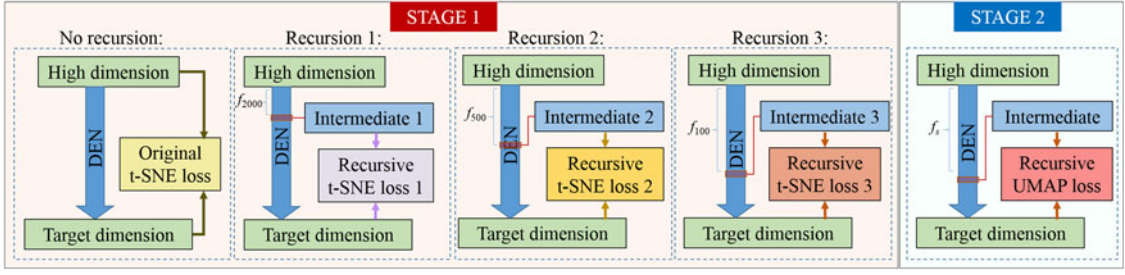 STAGE 1
No recursion:
High dimension
DEN
Original
t-SNE loss
Target dimension
Recursion 1:
High dimension
f2000
DEN
Intermediate 1
Recursive
t-SNE loss 1
Target dimension
Recursion 2:
High dimension
f500
DEN
Intermediate 2
Recursive
t-SNE loss 2
Target dimension
Recursion 3:
High dimension
f100
DEN
Intermediate 3
Recursive
t-SNE loss 3
Target dimension
STAGE 2
High dimension
fs
DEN
Intermediate
Recursive
UMAP loss
Target dimension